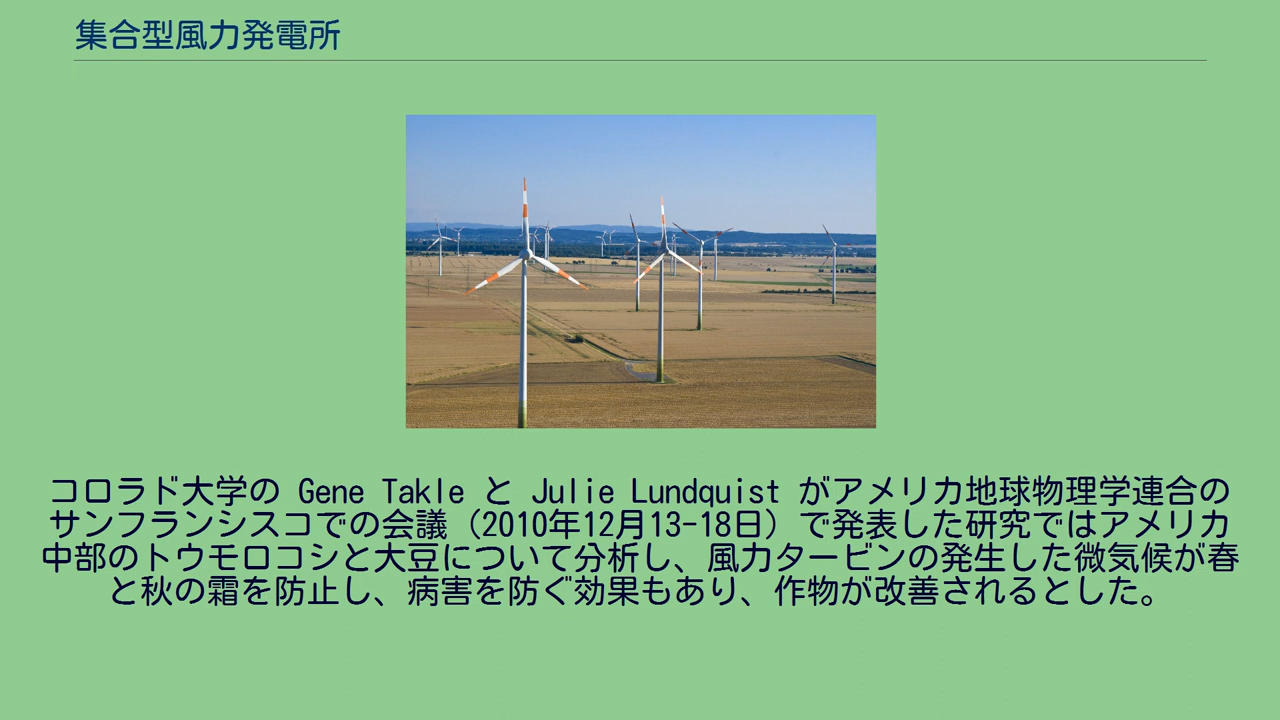 集合型風力発電所
コロラド大学の Gene Takle と Julie Lundquist がアメリカ地球物理学連合の
サンフランシスコでの会議（2010年12月13-18日）で発表した研究ではアメリカ
中部のトウモロコシと大豆について分析し、風力タービンの発生した微気候が春
と秋の霜を防止し、病害を防ぐ効果もあり、作物が改善されるとした。